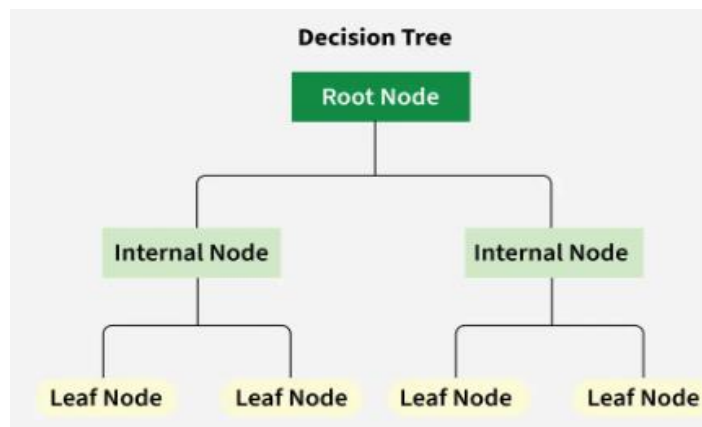 Decision Tree
Root Node
Internal Node
Internal Node
Leaf Node
Leaf Node
Leaf Node
Leaf Node